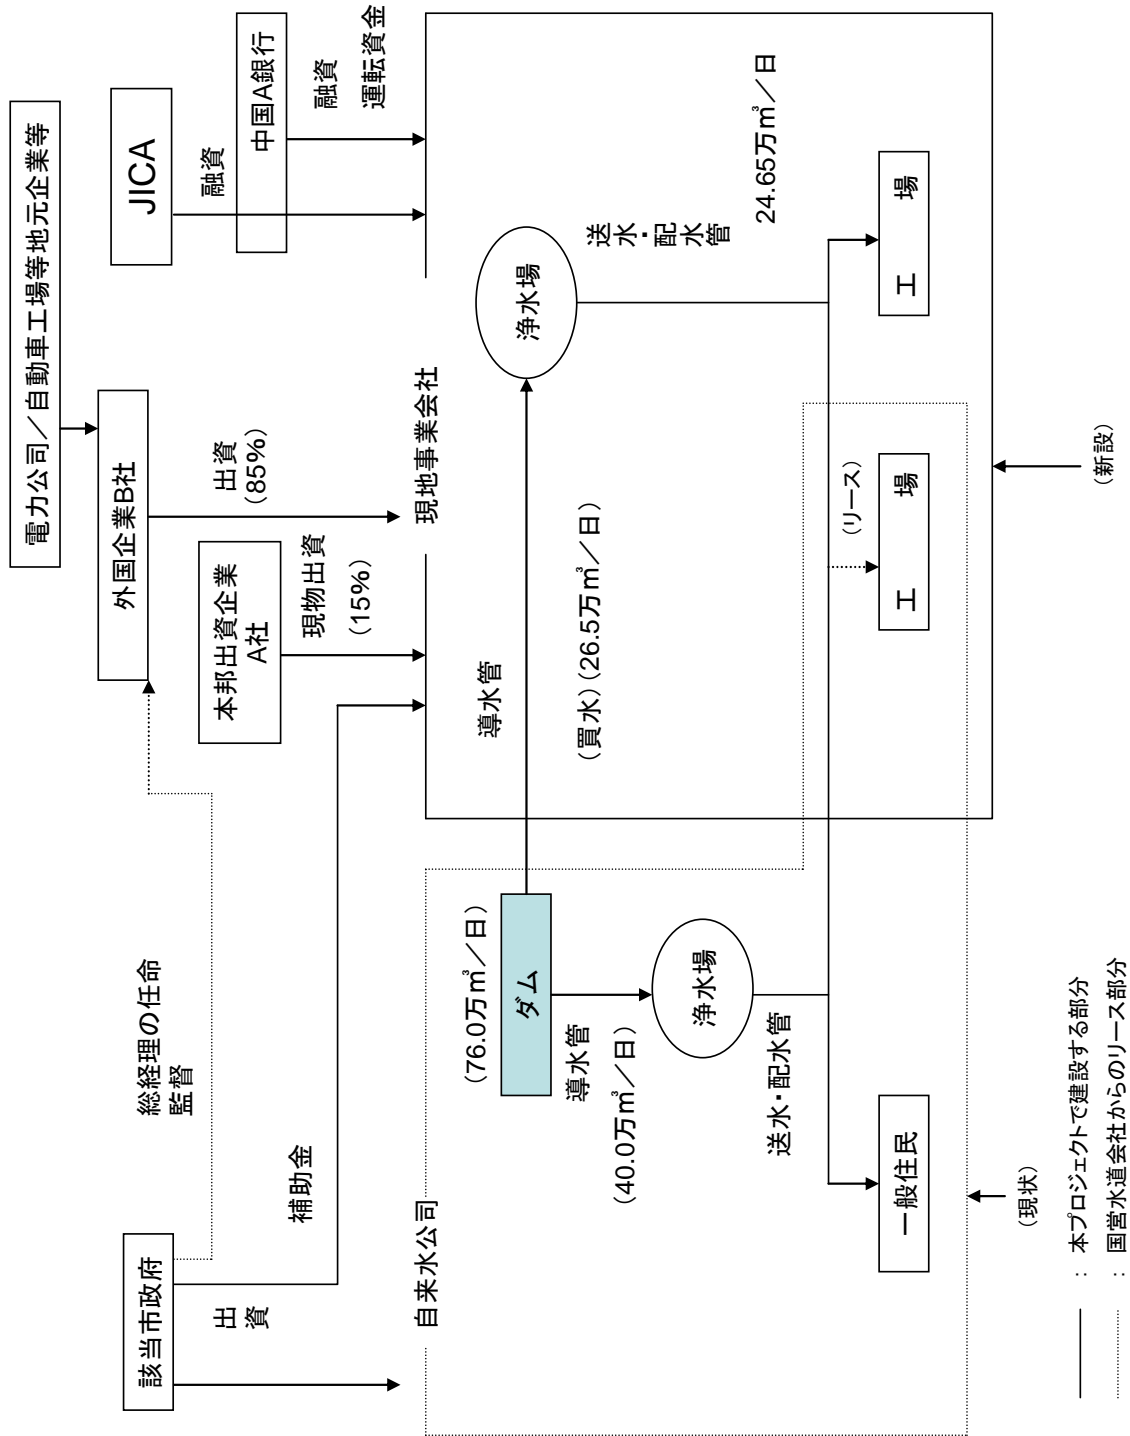 電力公司／自動車工場等地元企業等
JICA
中国A銀行
融資
融資
運転資金
外国企業B社
出資
(85%)
本邦出資企業
A社
現物出資
(15%)
該当市政府
総経理の任命
監督
補助金
出
資
自来水公司
現地事業会社
(76.0万㎥／日)
ダム
導水管
(買水)(26.5万㎥／日)
浄水場
送水・配水管
24.65万㎥／日
導水管
(40.0万㎥／日)
浄水場
送水・配水管
一般住民
(リース)
工 場
工 場
(現状)
(新設)
： 本プロジェクトで建設する部分
： 国営水道会社からのリース部分